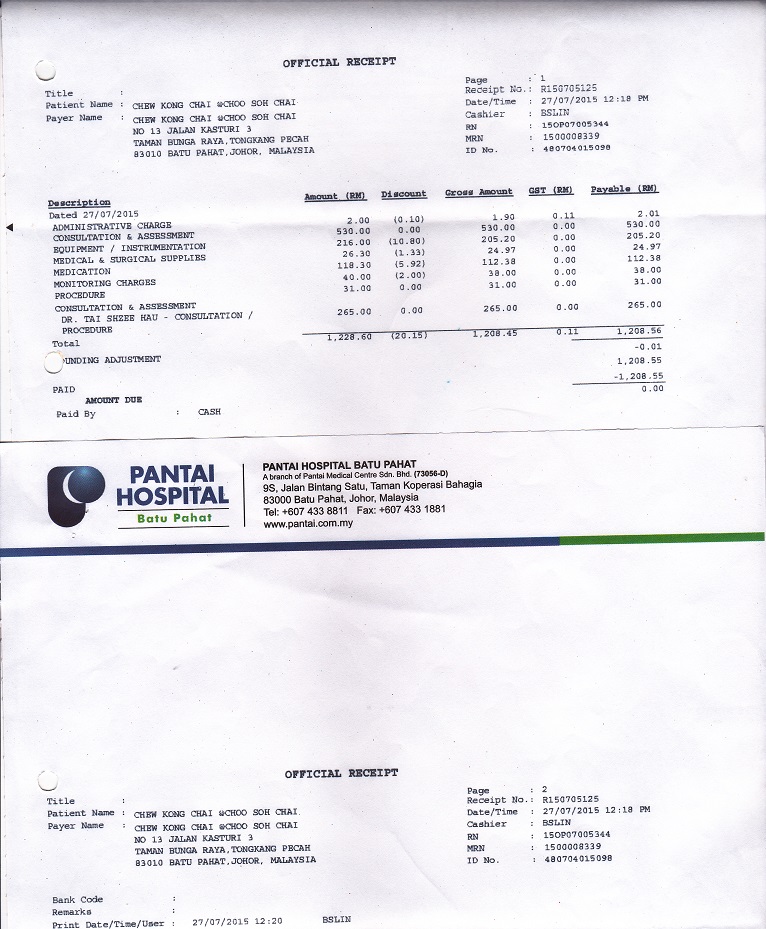 OFFICIAL RECEIPT
Page : 1
Title :
Receipt No.: R150705125
Patient Name : CHEW KONG CHAI @CHOO SOH CHAI
Date/Time : 27/07/2015 12:18 PM
Payer Name : CHEW KONG CHAI @CHOO SOH CHAI
Cashier : BSLIN
NO 13 JALAN KASTURI 3
RN : 15OP07005344
TAMAN BUNGA RAYA,TONGKANG PECAH
MRN : 1500008339
83010 BATU PAHAT,JOHOR, MALAYSIA
ID No. : 480704015098
Description Amount (RM) Discount Gross Amount GST (RM) Payable (RM)
Dated 27/07/2015
ADMINISTRATIVE CHARGE 2.00 (0.10) 1.90 0.11 2.01
CONSULTATION & ASSESSMENT 530.00 0.00 530.00 0.00 530.00
EQUIPMENT / INSTRUMENTATION 216.00 (10.80) 205.20 0.00 205.20
MEDICAL & SURGICAL SUPPLIES 26.30 (1.33) 24.97 0.00 24.97
MEDICATION 118.30 (5.92) 112.38 0.00 112.38
MONITORING CHARGES 40.00 (2.00) 38.00 0.00 38.00
PROCEDURE 31.00 0.00 31.00 0.00 31.00
CONSULTATION & ASSESSMENT 265.00 0.00 265.00 0.00 265.00
DR. TAI SHZEE HAU - CONSULTATION /
PROCEDURE
Total 1,228.60 (20.15) 1,208.45 0.11 1,208.56
UNDING ADJUSTMENT -0.01
1,208.55
PAID -1,208.55
AMOUNT DUE 0.00
Paid By : CASH
PANTAI
HOSPITAL
Batu Pahat
PANTAI HOSPITAL BATU PAHAT
A branch of Pantai Medical Centre Sdn. Bhd. (73056-D)
9S, Jalan Bintang Satu, Taman Koperasi Bahagia
83000 Batu Pahat, Johor, Malaysia
Tel: +607 433 8811 Fax: +607 433 1881
www.pantai.com.my
OFFICIAL RECEIPT
Page : 2
Title :
Receipt No.: R150705125
Patient Name : CHEW KONG CHAI @CHOO SOH CHAI
Date/Time : 27/07/2015 12:18 PM
Payer Name : CHEW KONG CHAI @CHOO SOH CHAI
Cashier : BSLIN
NO 13 JALAN KASTURI 3
RN : 15OP07005344
TAMAN BUNGA RAYA,TONGKANG PECAH
MRN : 1500008339
83010 BATU PAHAT,JOHOR, MALAYSIA
ID No. : 480704015098
Bank Code :
Remarks :
Print Date/Time/User : 27/07/2015 12:20 BSLIN